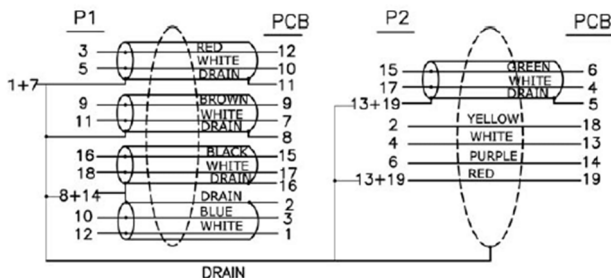 P1 PCB
3 RED 12
5 WHITE 10
1+7 DRAIN 11
9 BROWN 9
11 WHITE 7
DRAIN 8
16 BLACK 15
18 WHITE 17
DRAIN 16
8+14 DRAIN 2
10 BLUE 3
12 WHITE 1
DRAIN
P2 PCB
15 GREEN 6
17 WHITE 4
13+19 DRAIN 5
2 YELLOW 18
4 WHITE 13
6 PURPLE 14
13+19 RED 19